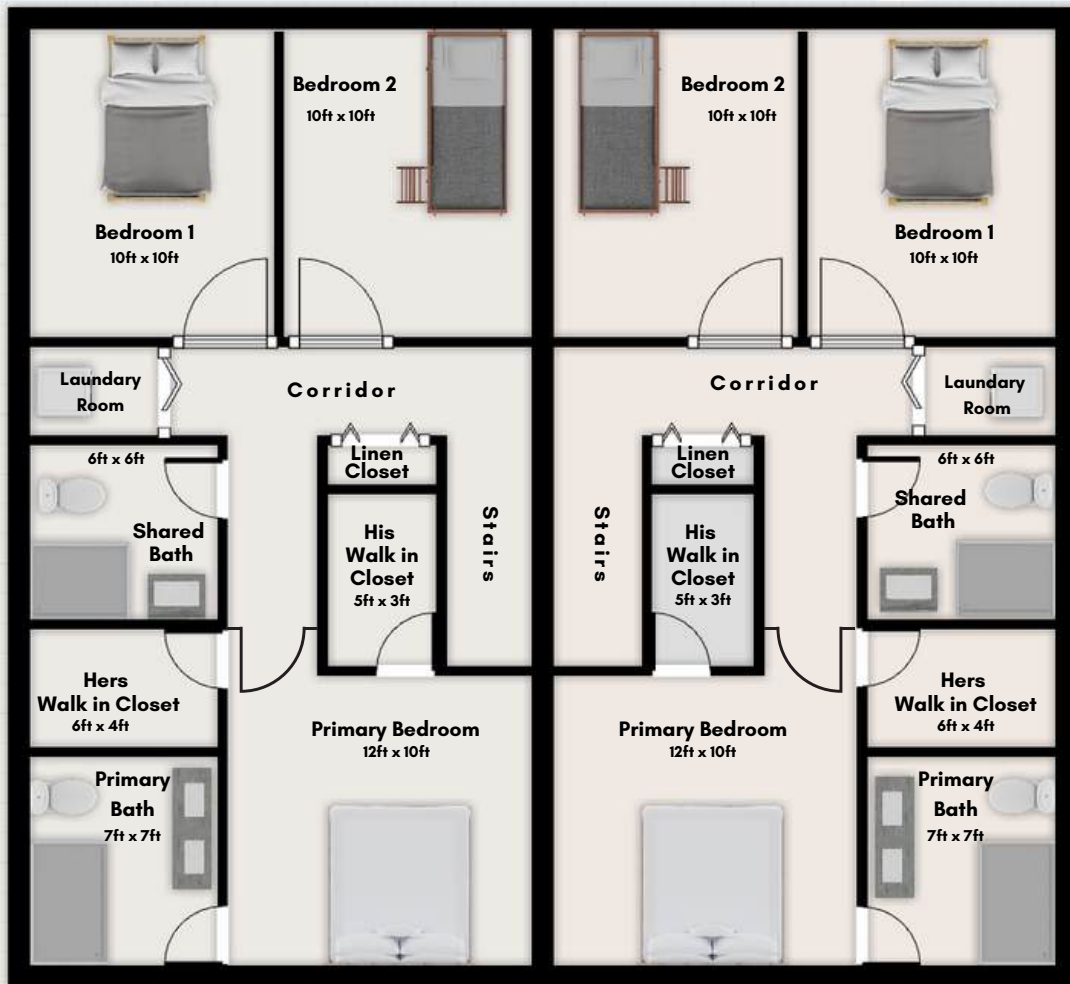 Bedroom 1
10ft x 10ft
Bedroom 2
10ft x 10ft
Bedroom 2
10ft x 10ft
Bedroom 1
10ft x 10ft
Laundary
Room
Corridor
Corridor
Laundary
Room
6ft x 6ft
Shared
Bath
Linen
Closet
His
Walk in
Closet
5ft x 3ft
Stairs
Stairs
Linen
Closet
His
Walk in
Closet
5ft x 3ft
6ft x 6ft
Shared
Bath
Hers
Walk in Closet
6ft x 4ft
Primary Bedroom
12ft x 10ft
Primary Bedroom
12ft x 10ft
Hers
Walk in Closet
6ft x 4ft
Primary
Bath
7ft x 7ft
Primary
Bath
7ft x 7ft